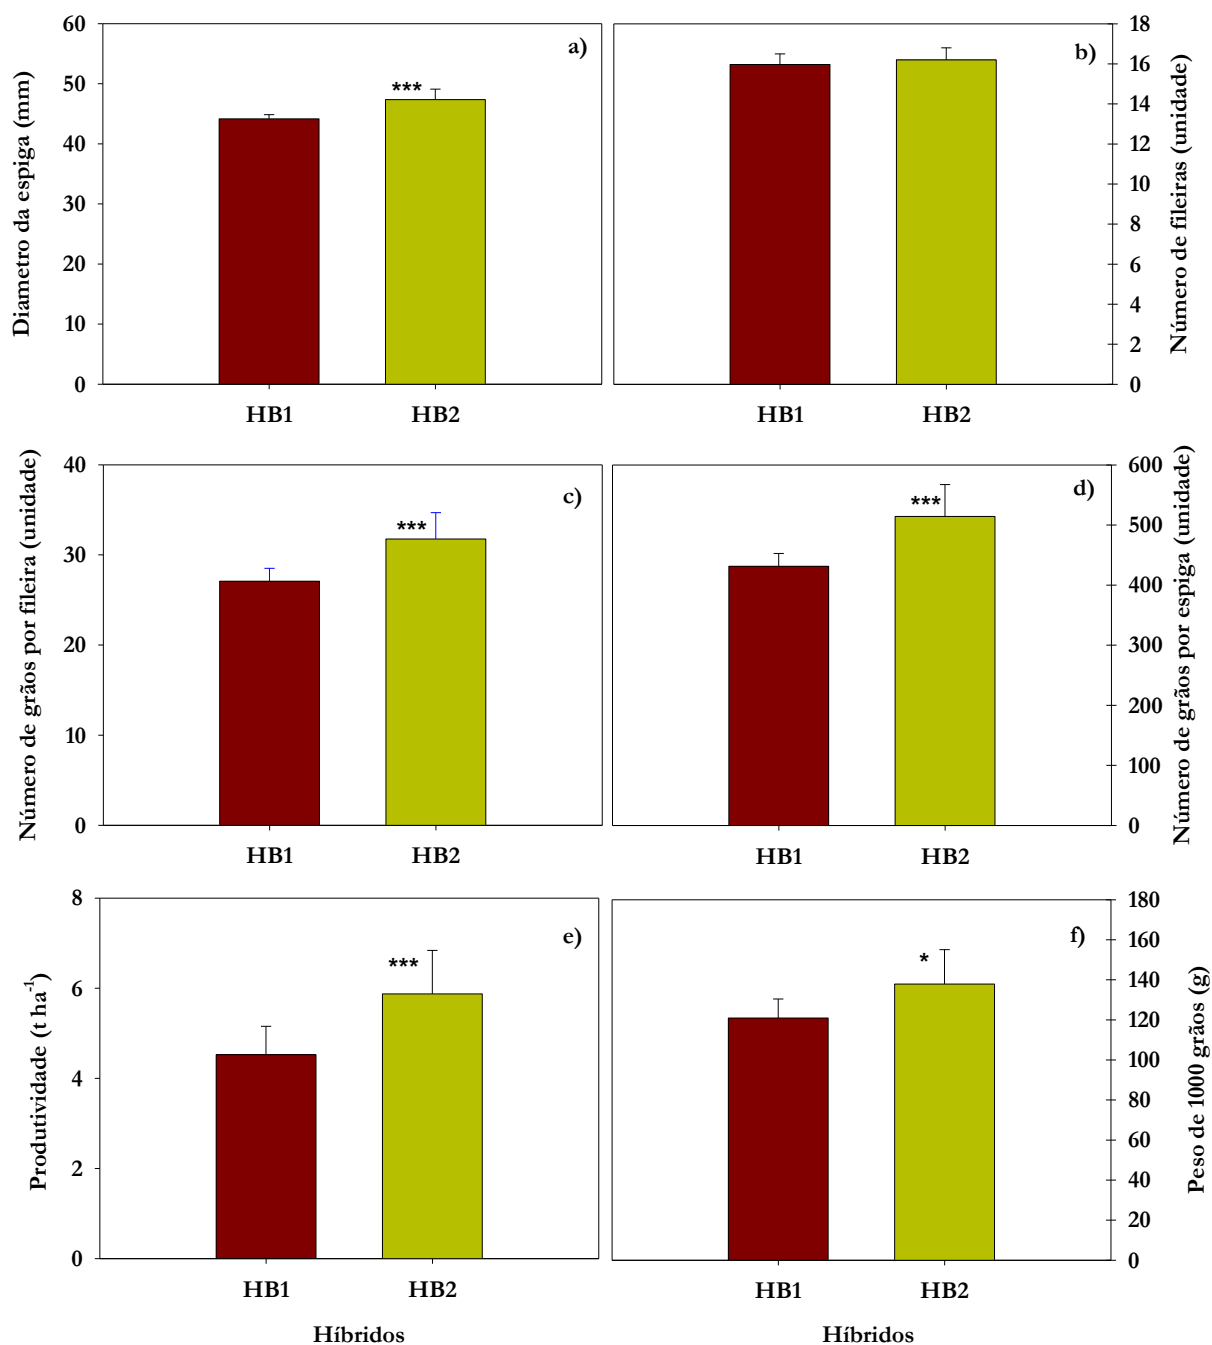 Diametro da espiga (mm)
60
50
40
30
20
10
0
a)
***
HB1
HB2
b)
18
16
14
12
10
8
6
4
2
0
Número de fileiras (unidade)
HB1
HB2
Número de grãos por fileira (unidade)
40
30
20
10
0
c)
***
HB1
HB2
d)
***
600
500
400
300
200
100
0
Número de grãos por espiga (unidade)
HB1
HB2
Produtividade (t ha-1)
8
6
4
2
0
e)
***
HB1
HB2
Híbridos
f)
*
180
160
140
120
100
80
60
40
20
0
Peso de 1000 grãos (g)
HB1
HB2
Híbridos